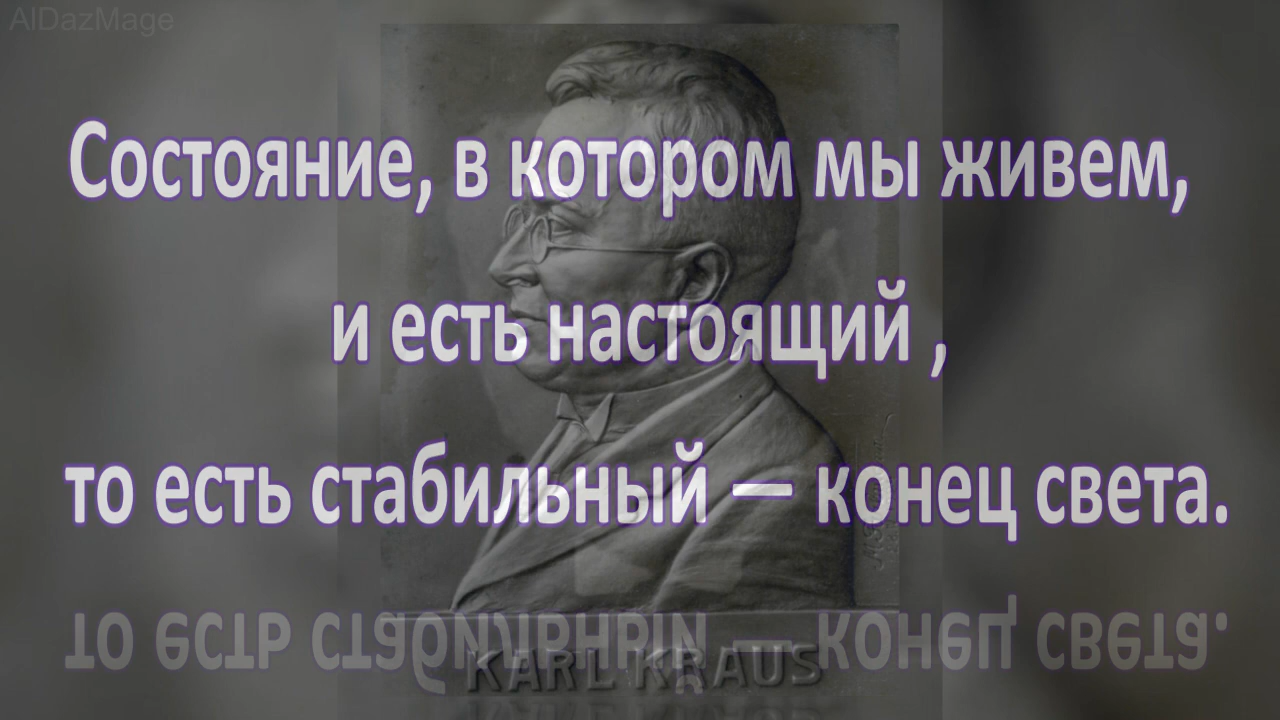 AlDazMage
Состояние, в котором мы живем,
и есть настоящий ,
то есть стабильный — конец света.
KARL KRAUS